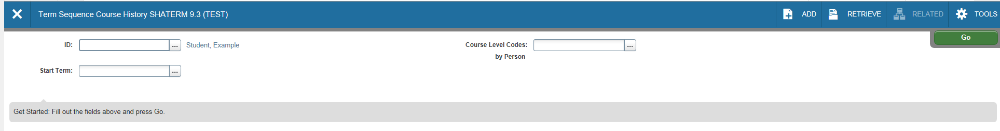 Term Sequence Course History SHATERM 9.3 (TEST)
ADD
RETRIEVE
RELATED
TOOLS
Go
ID:
...
Student, Example
Course Level Codes:
...
by Person
Start Term:
...
Get Started: Fill out the fields above and press Go.